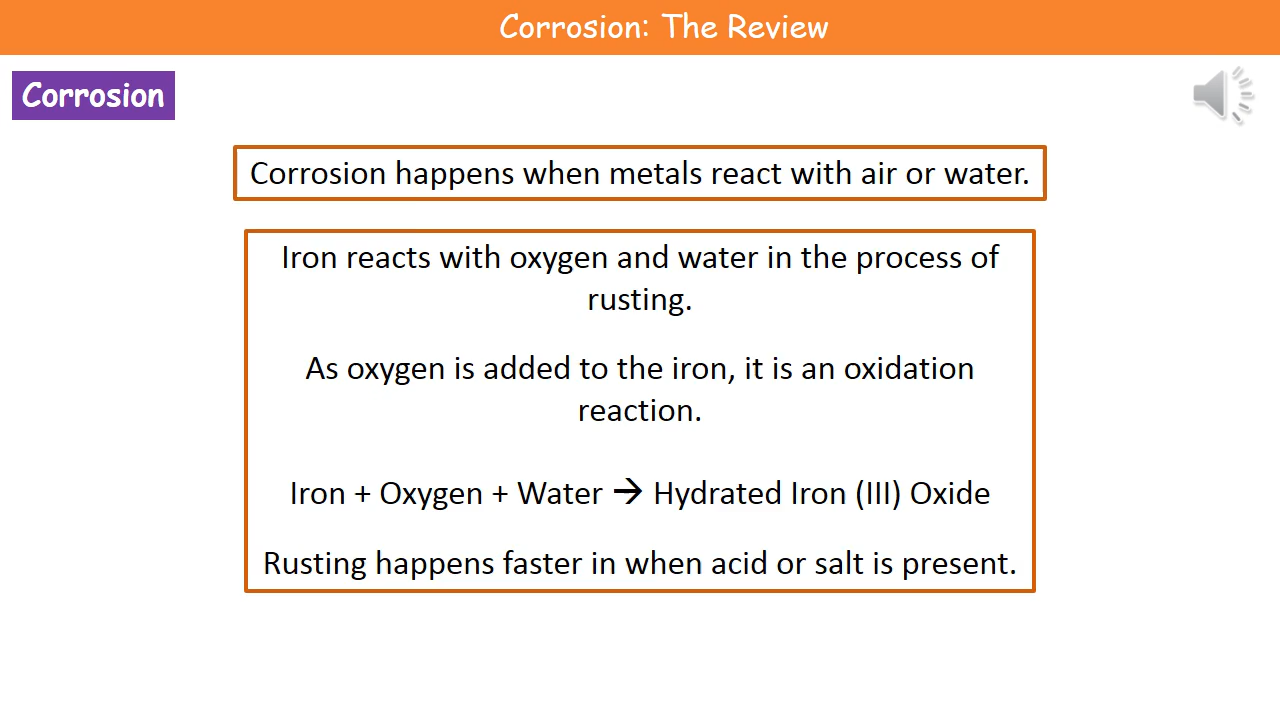 Corrosion: The Review
Corrosion
Corrosion happens when metals react with air or water.
Iron reacts with oxygen and water in the process of
rusting.
As oxygen is added to the iron, it is an oxidation
reaction.
Iron + Oxygen + Water → Hydrated Iron (III) Oxide
Rusting happens faster in when acid or salt is present.